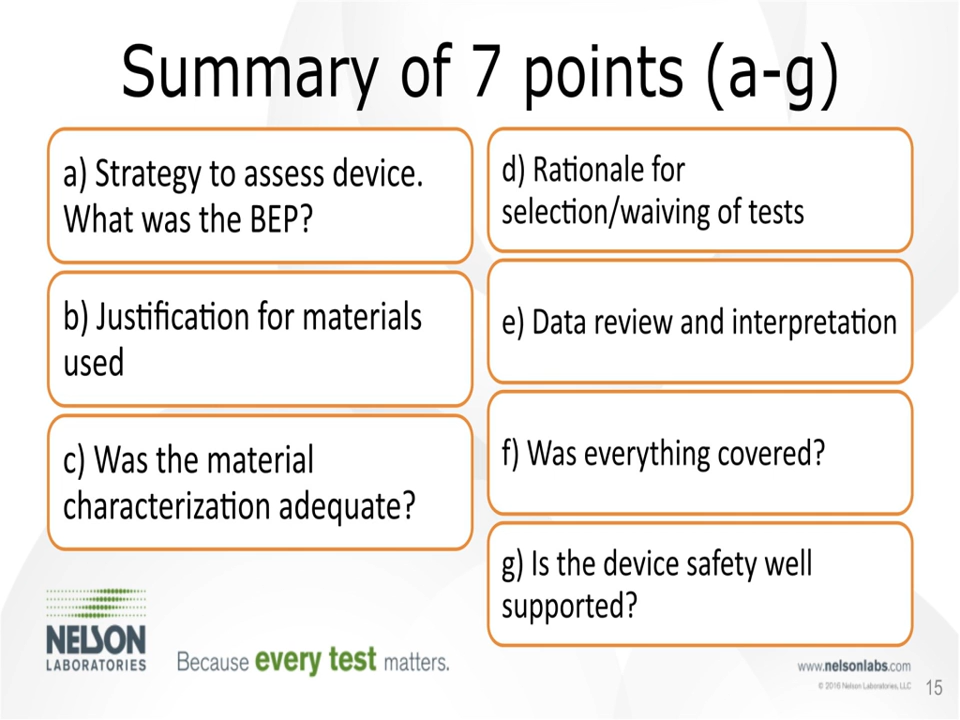 Summary of 7 points (a-g)
a) Strategy to assess device.
What was the BEP?
b) Justification for materials
used
c) Was the material
characterization adequate?
d) Rationale for
selection/waiving of tests
e) Data review and interpretation
f) Was everything covered?
g) Is the device safety well
supported?
NELSON
LABORATORIES
Because every test matters.
www.nelsonlabs.com
© 2016 Nelson Laboratories, LLC
15